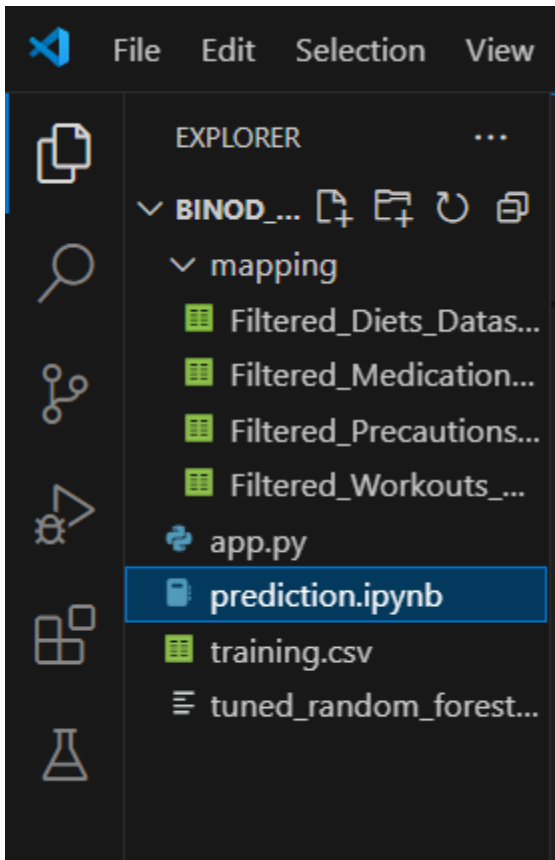 File Edit Selection View
EXPLORER ...
BINOD_...
mapping
Filtered_Diets_Datas...
Filtered_Medication...
Filtered_Precautions...
Filtered_Workouts_...
app.py
prediction.ipynb
training.csv
tuned_random_forest...